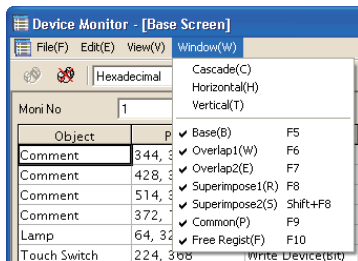 Device Monitor - [Base Screen]
File(F) Edit(E) View(V) Window(W)
Hexadecimal
Cascade(C)
Horizontal(H)
Vertical(T)
Moni No 1
✔ Base(B) F5
✔ Overlap1(W) F6
✔ Overlap2(E) F7
✔ Superimpose1(R) F8
✔ Superimpose2(S) Shift+F8
✔ Common(P) F9
✔ Free Regist(F) F10
Object P
Comment 344, 3
Comment 428, 3
Comment 514, 3
Comment 372,
Lamp 64, 32
Touch Switch 224, 368 Write Device(Bit)